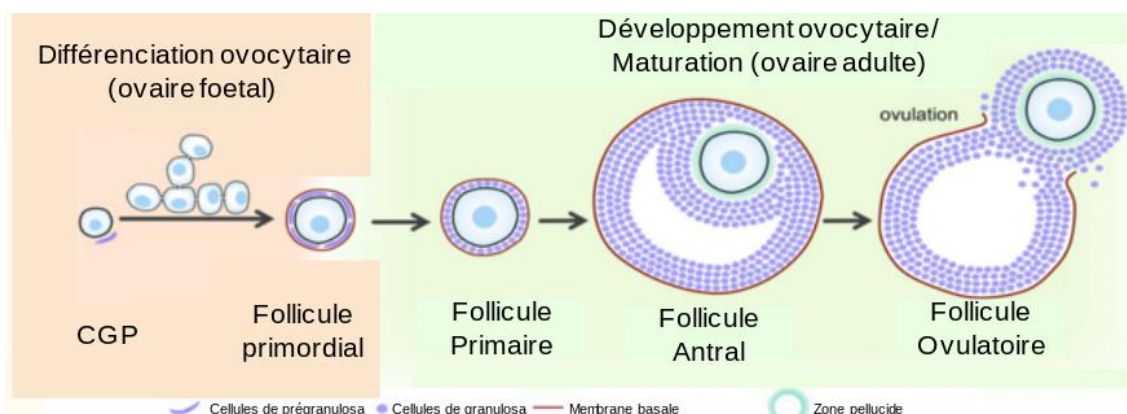 Différenciation ovocytaire
(ovaire foetal)
Développement ovocytaire/
Maturation (ovaire adulte)
ovulation
CGP
Follicule
primordial
Follicule
Primaire
Follicule
Antral
Follicule
Ovulatoire
Cellules de prégranulosa
Cellules de granulosa
Membrane basale
Zone pellucide